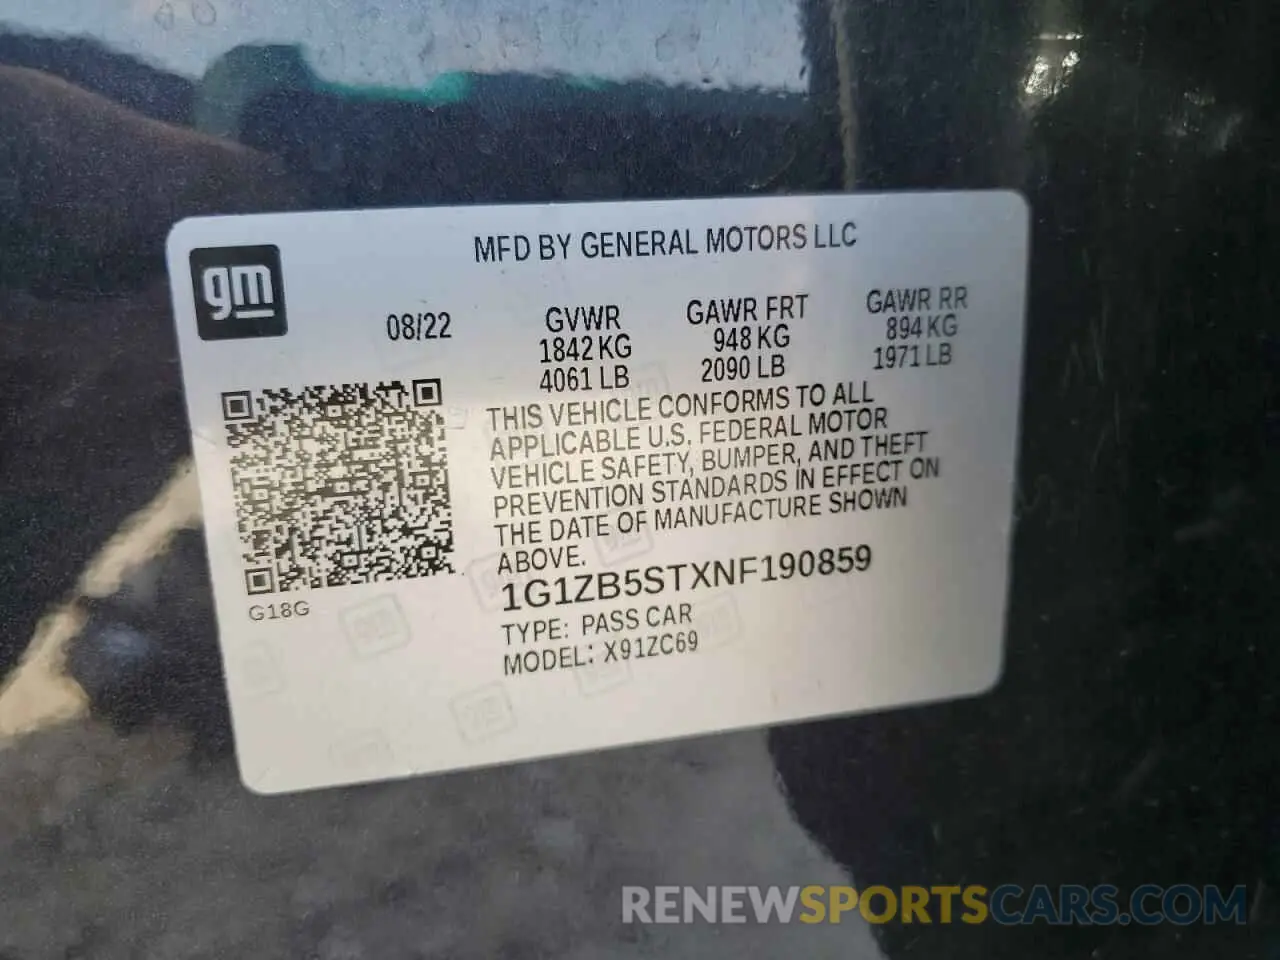 gm
MFD BY GENERAL MOTORS LLC
08/22
GVWR
1842 KG
4061 LB
GAWR FRT
948 KG
2090 LB
GAWR RR
894 KG
1971 LB
THIS VEHICLE CONFORMS TO ALL
APPLICABLE U.S. FEDERAL MOTOR
VEHICLE SAFETY, BUMPER, AND THEFT
PREVENTION STANDARDS IN EFFECT ON
THE DATE OF MANUFACTURE SHOWN
ABOVE.
1G1ZB5STXNF190859
TYPE: PASS CAR
MODEL: X91ZC69
G18G
RENEWSPORTSCARS.COM